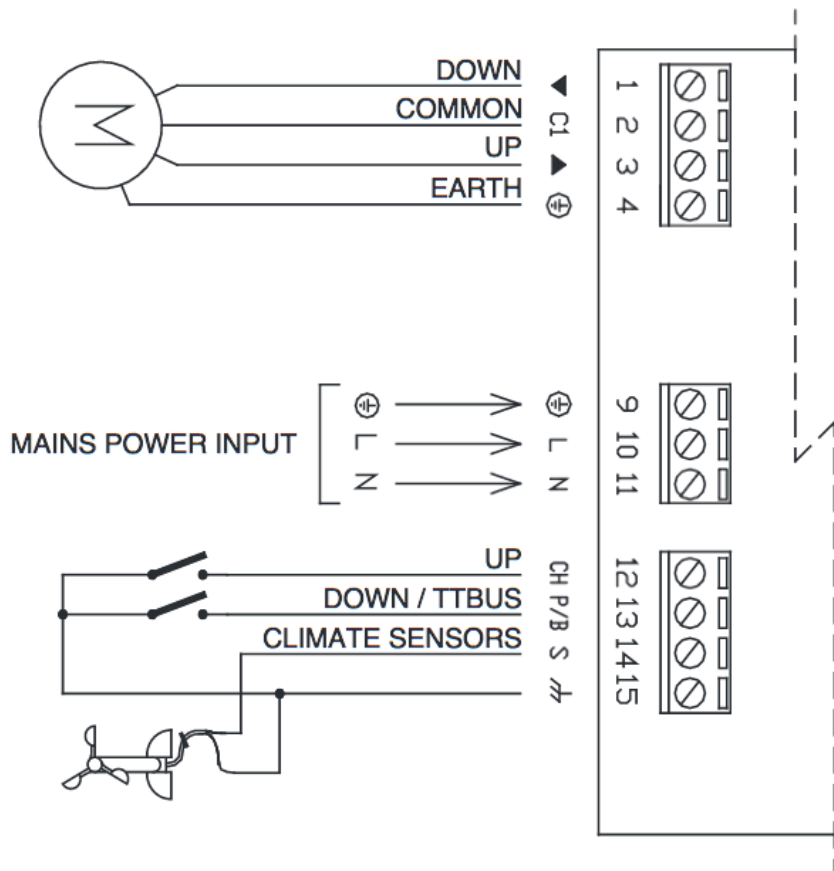 DOWN ◀ 1
COMMON C1 2
UP ▶ 3
EARTH 4
M
9
MAINS POWER INPUT L L 10
N N 11
UP CH 12
DOWN / TTBUS P/B 13
CLIMATE SENSORS S 14
15